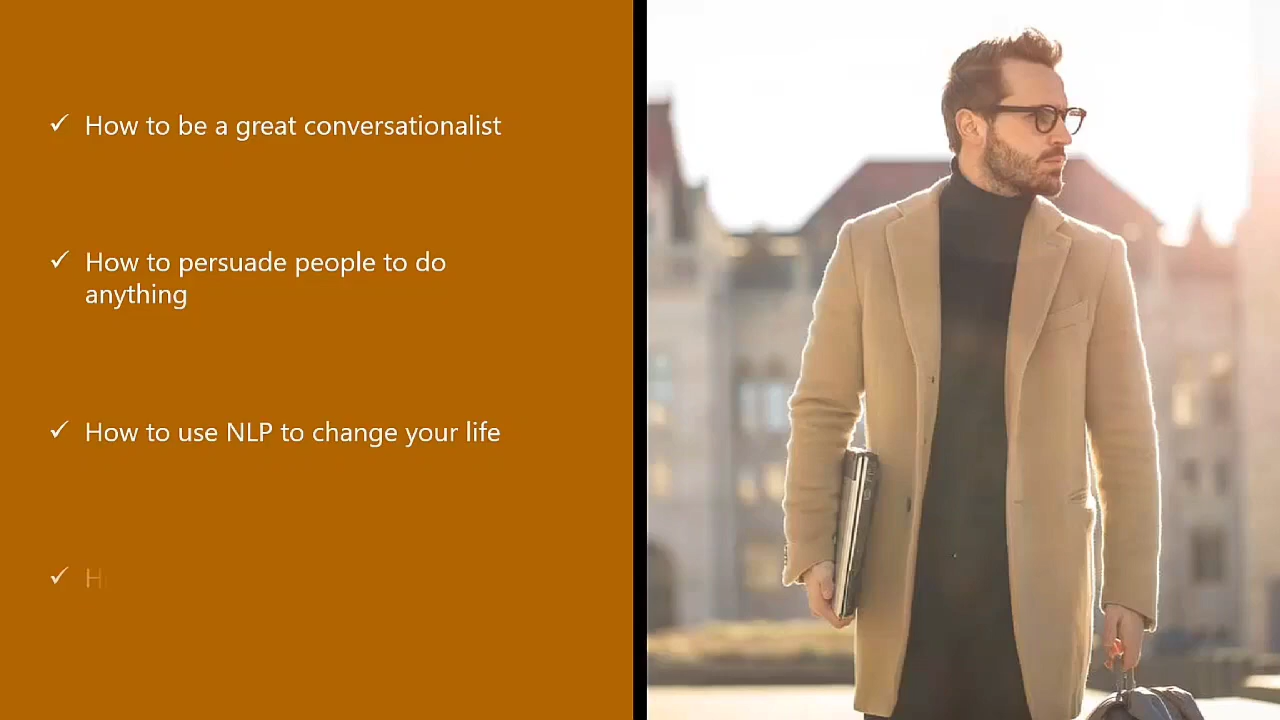 How to be a great conversationalist
How to persuade people to do
anything
How to use NLP to change your life